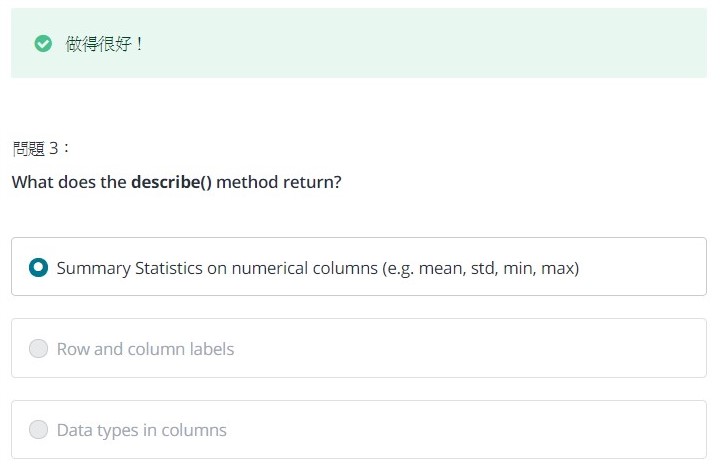 做得很好！
問題 3：
What does the describe() method return?
Summary Statistics on numerical columns (e.g. mean, std, min, max)
Row and column labels
Data types in columns